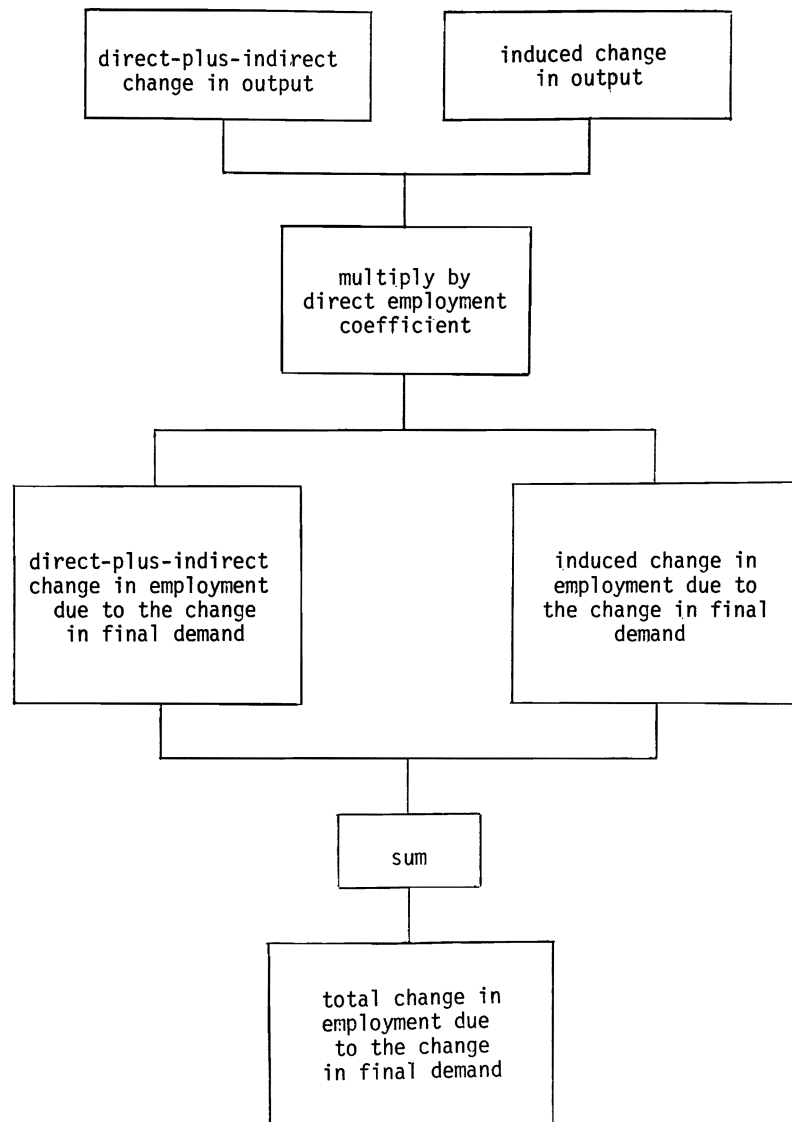 direct-plus-indirect
change in output
induced change
in output
multiply by
direct employment
coefficient
direct-plus-indirect
change in employment
due to the change
in final demand
induced change in
employment due to
the change in final
demand
sum
total change in
employment due
to the change
in final demand